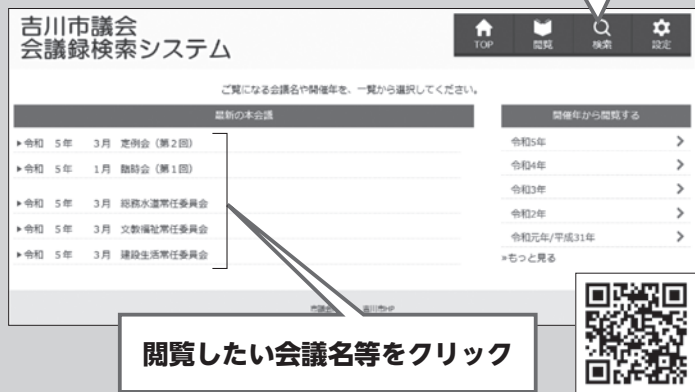 吉川市議会
会議録検索システム
TOP
閲覧
検索
設定
ご覧になる会議名や開催年を、一覧から選択してください。
最新の本会議
▶令和 5年 3月 定例会（第2回）
▶令和 5年 1月 臨時会（第1回）
▶令和 5年 3月 総務水道常任委員会
▶令和 5年 3月 文教福祉常任委員会
▶令和 5年 3月 建設生活常任委員会
開催年から閲覧する
令和5年
令和4年
令和3年
令和2年
令和元年/平成31年
»もっと見る
吉川市HP
閲覧したい会議名等をクリック